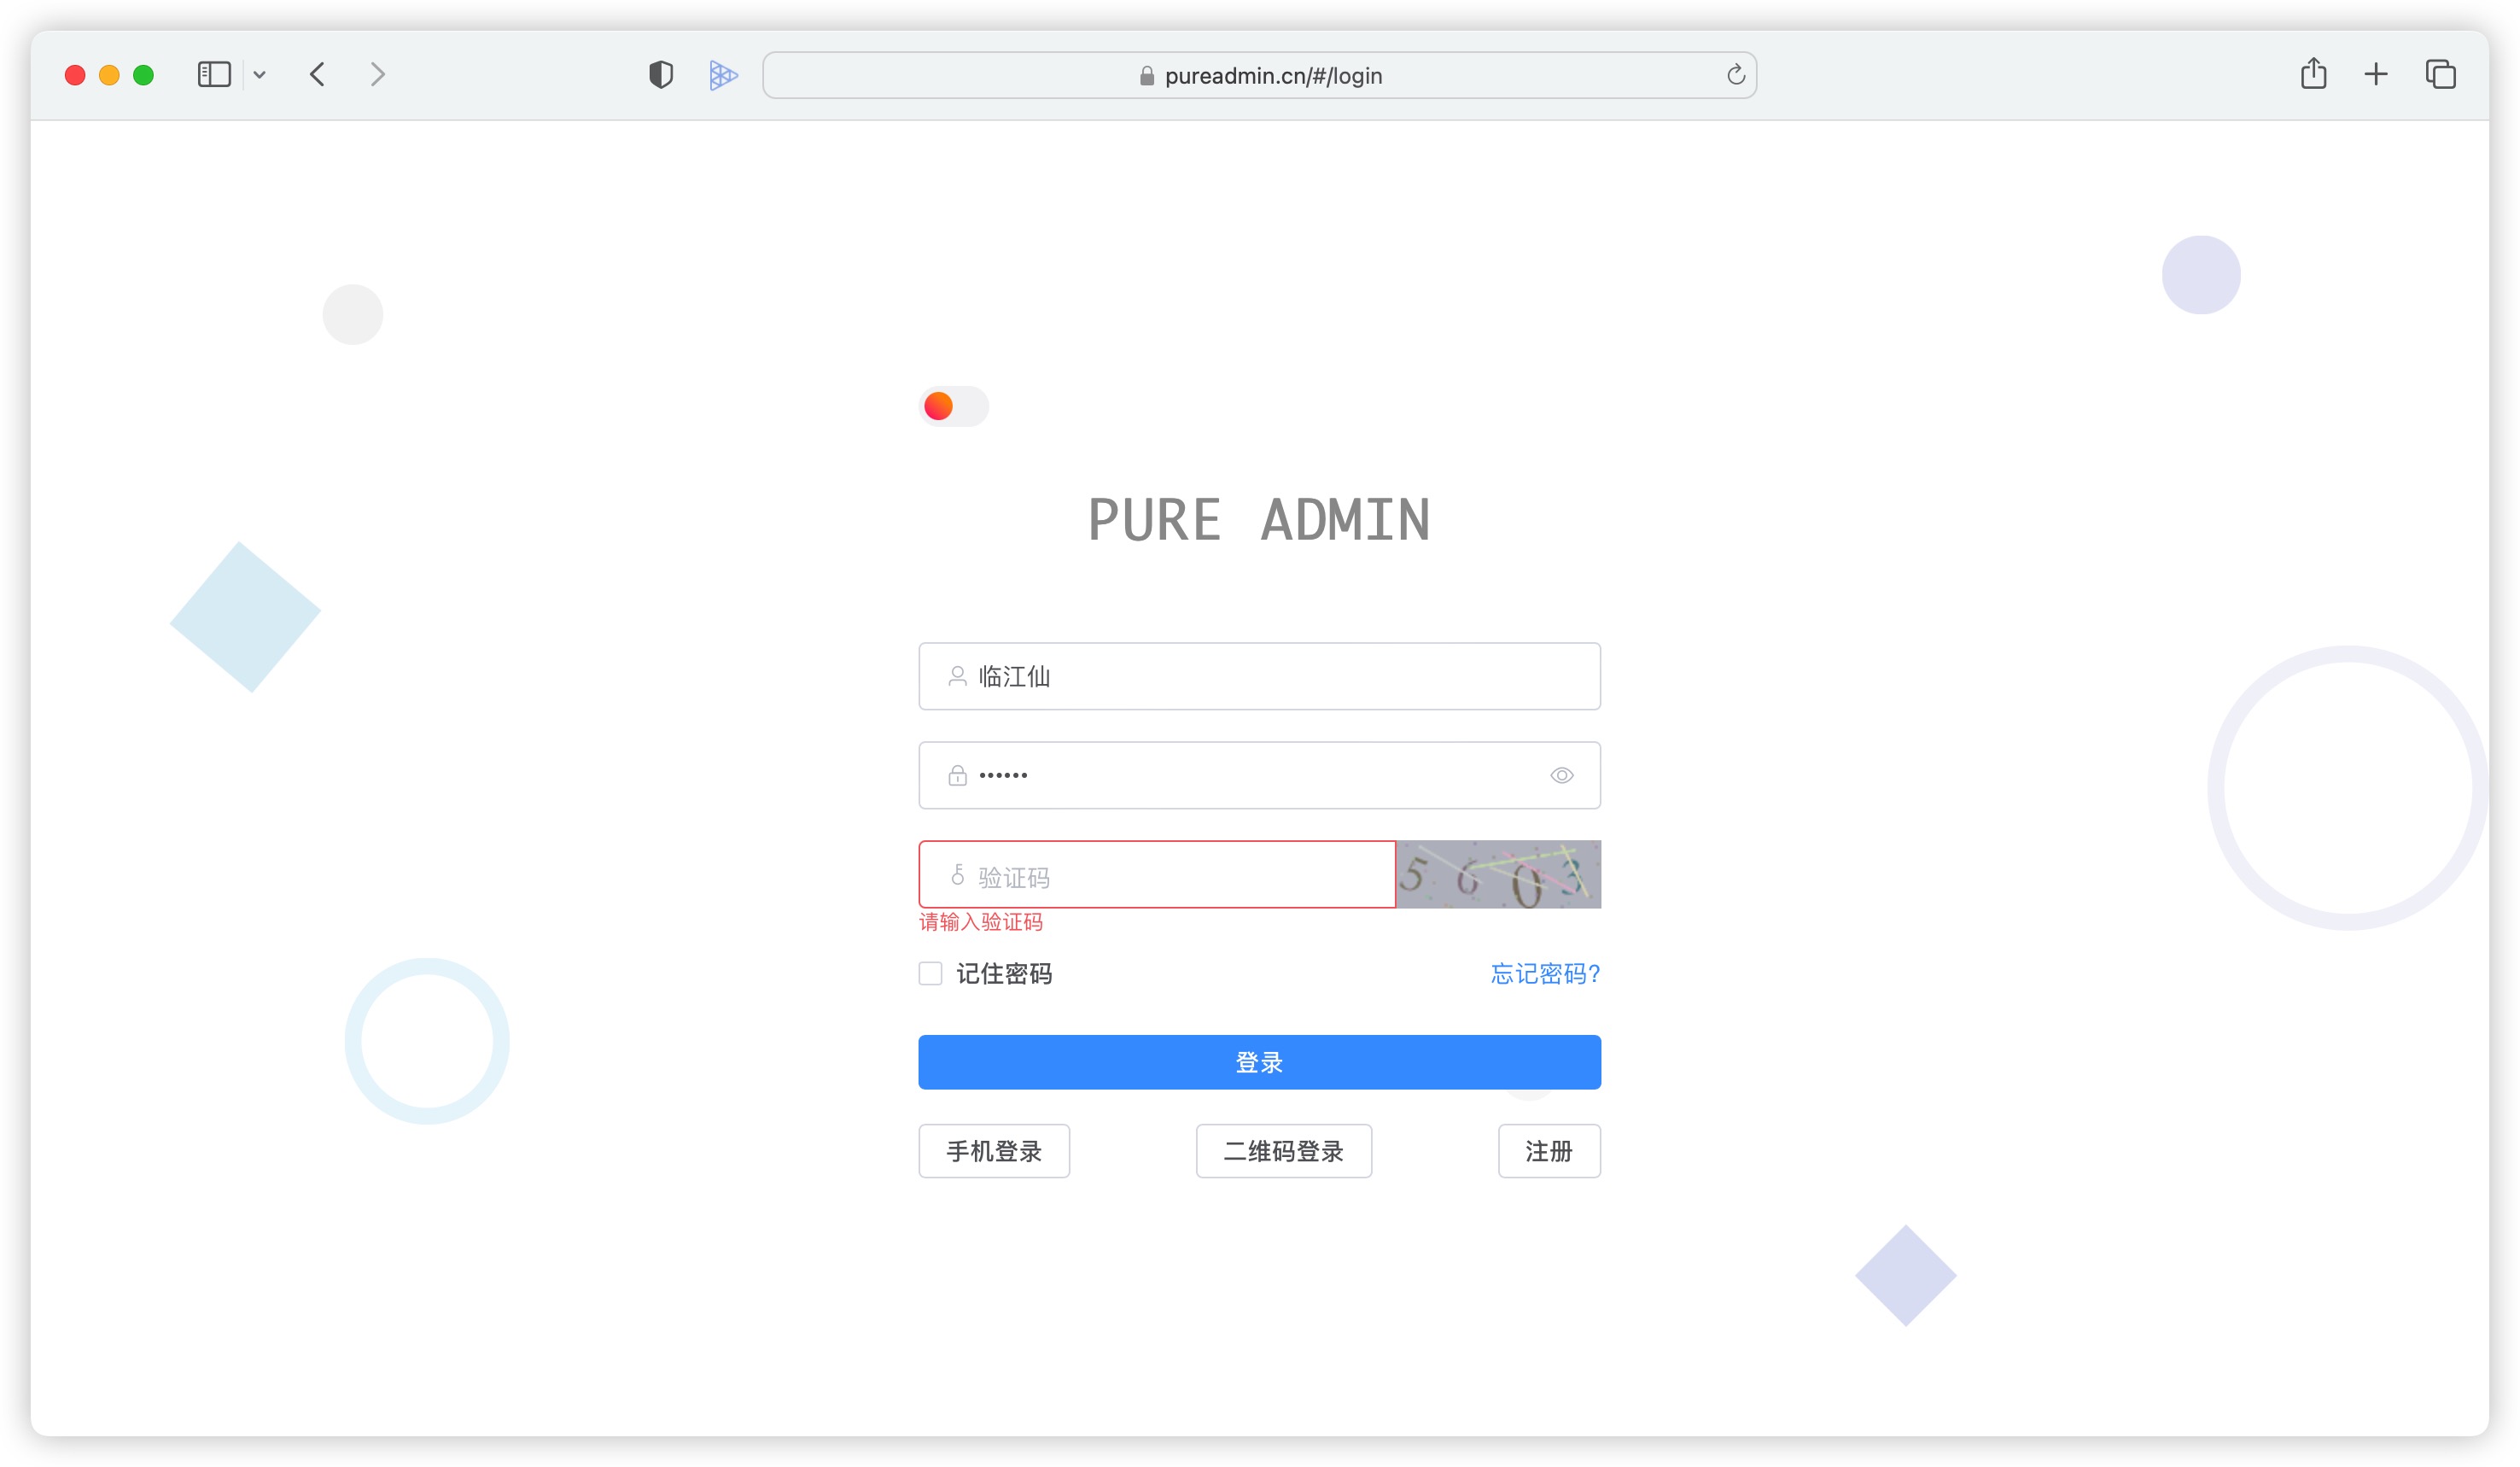 pureadmin.cn/#/login
PURE ADMIN
临江仙
••••••
验证码
5 6 0 3
请输入验证码
记住密码 忘记密码?
登录
手机登录 二维码登录 注册